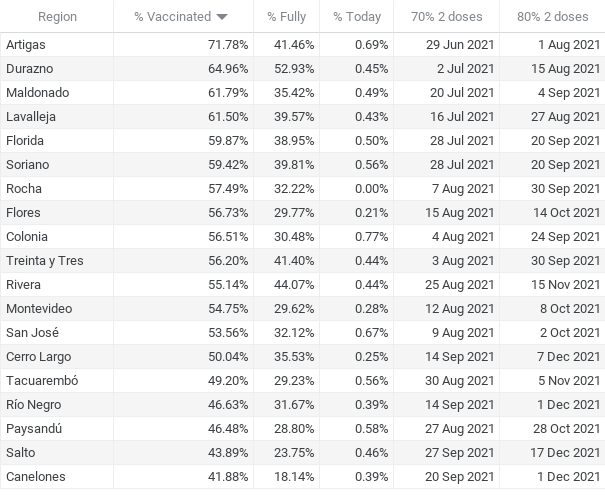 Region % Vaccinated % Fully % Today 70% 2 doses 80% 2 doses
Artigas 71.78% 41.46% 0.69% 29 Jun 2021 1 Aug 2021
Durazno 64.96% 52.93% 0.45% 2 Jul 2021 15 Aug 2021
Maldonado 61.79% 35.42% 0.49% 20 Jul 2021 4 Sep 2021
Lavalleja 61.50% 39.57% 0.43% 16 Jul 2021 27 Aug 2021
Florida 59.87% 38.95% 0.50% 28 Jul 2021 20 Sep 2021
Soriano 59.42% 39.81% 0.56% 28 Jul 2021 20 Sep 2021
Rocha 57.49% 32.22% 0.00% 7 Aug 2021 30 Sep 2021
Flores 56.73% 29.77% 0.21% 15 Aug 2021 14 Oct 2021
Colonia 56.51% 30.48% 0.77% 4 Aug 2021 24 Sep 2021
Treinta y Tres 56.20% 41.40% 0.44% 3 Aug 2021 30 Sep 2021
Rivera 55.14% 44.07% 0.44% 25 Aug 2021 15 Nov 2021
Montevideo 54.75% 29.62% 0.28% 12 Aug 2021 8 Oct 2021
San José 53.56% 32.12% 0.67% 9 Aug 2021 2 Oct 2021
Cerro Largo 50.04% 35.53% 0.25% 14 Sep 2021 7 Dec 2021
Tacuarembó 49.20% 29.23% 0.56% 30 Aug 2021 5 Nov 2021
Río Negro 46.63% 31.67% 0.39% 14 Sep 2021 1 Dec 2021
Paysandú 46.48% 28.80% 0.58% 27 Aug 2021 28 Oct 2021
Salto 43.89% 23.75% 0.46% 27 Sep 2021 17 Dec 2021
Canelones 41.88% 18.14% 0.39% 20 Sep 2021 1 Dec 2021